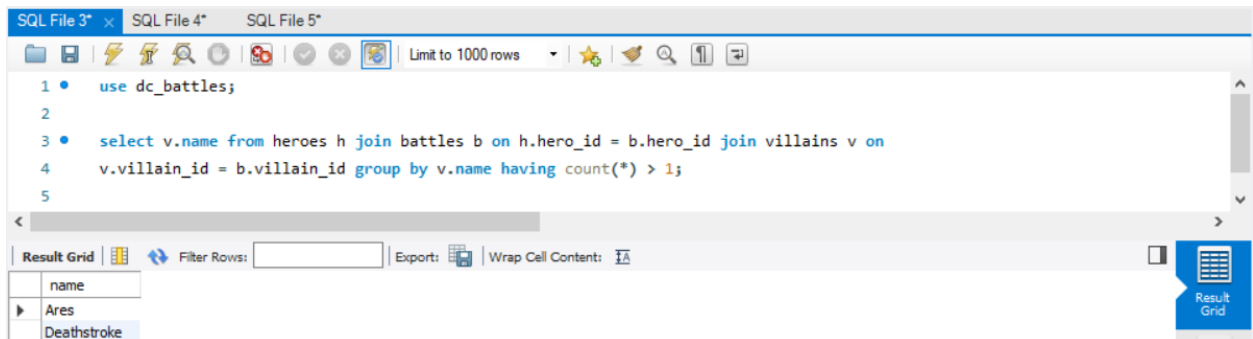 SQL File 3* × SQL File 4* SQL File 5*
Limit to 1000 rows
1 use dc_battles;
2
3 select v.name from heroes h join battles b on h.hero_id = b.hero_id join villains v on
4 v.villain_id = b.villain_id group by v.name having count(*) > 1;
5
Result Grid Filter Rows: Export: Wrap Cell Content: IA
name
Ares
Deathstroke
Result
Grid